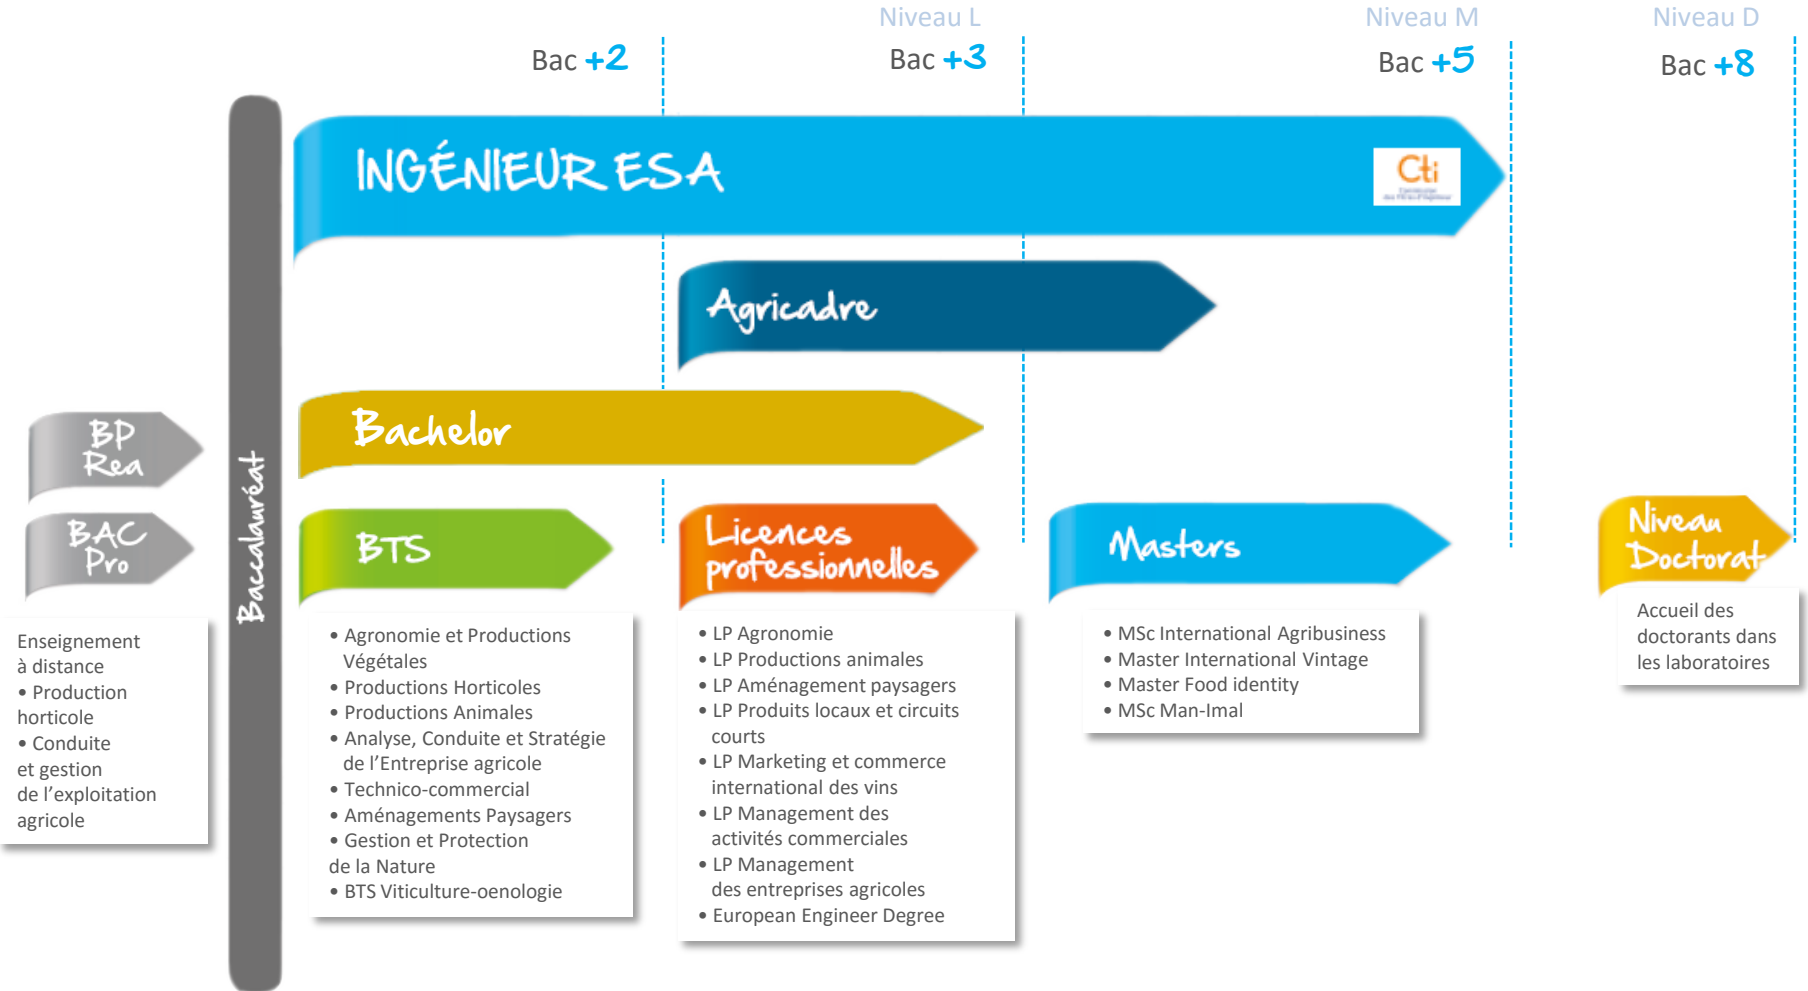 Niveau L
Niveau M
Niveau D
Bac +2
Bac +3
Bac +5
Bac +8
INGÉNIEUR ESA
Cti
Commission
des Titres d'Ingénieur
Agricadre
Bachelor
BP
Rea
BAC
Pro
Baccalauréat
BTS
Licences
professionnelles
Masters
Niveau
Doctorat
Enseignement
à distance
• Production
horticole
• Conduite
et gestion
de l’exploitation
agricole
• Agronomie et Productions
Végétales
• Productions Horticoles
• Productions Animales
• Analyse, Conduite et Stratégie
de l’Entreprise agricole
• Technico-commercial
• Aménagements Paysagers
• Gestion et Protection
de la Nature
• BTS Viticulture-oenologie
• LP Agronomie
• LP Productions animales
• LP Aménagement paysagers
• LP Produits locaux et circuits
courts
• LP Marketing et commerce
international des vins
• LP Management des
activités commerciales
• LP Management
des entreprises agricoles
• European Engineer Degree
• MSc International Agribusiness
• Master International Vintage
• Master Food identity
• MSc Man-Imal
Accueil des
doctorants dans
les laboratoires